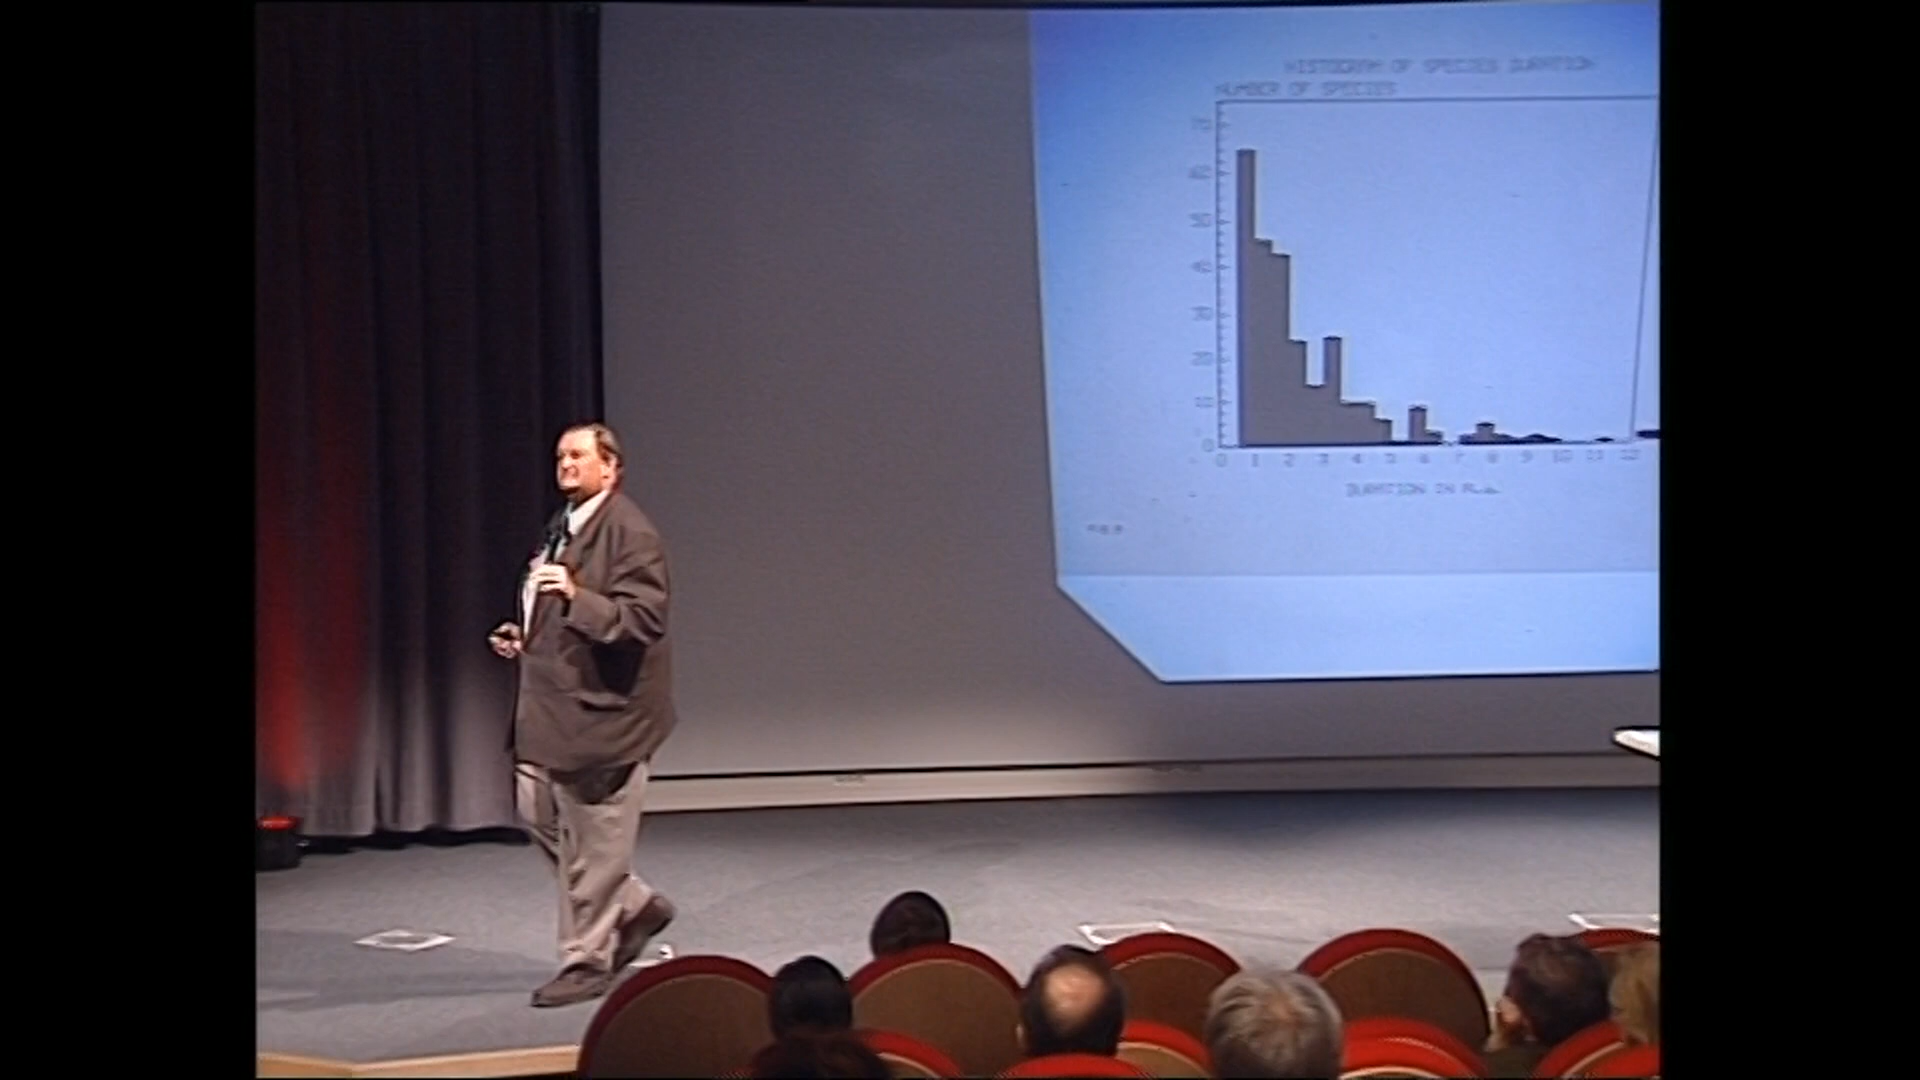 HISTOGRAM OF SPECIES DURATION
NUMBER OF SPECIES
70
60
50
40
30
20
10
0
0 1 2 3 4 5 6 7 8 9 10 11 12
DURATION IN M.a.